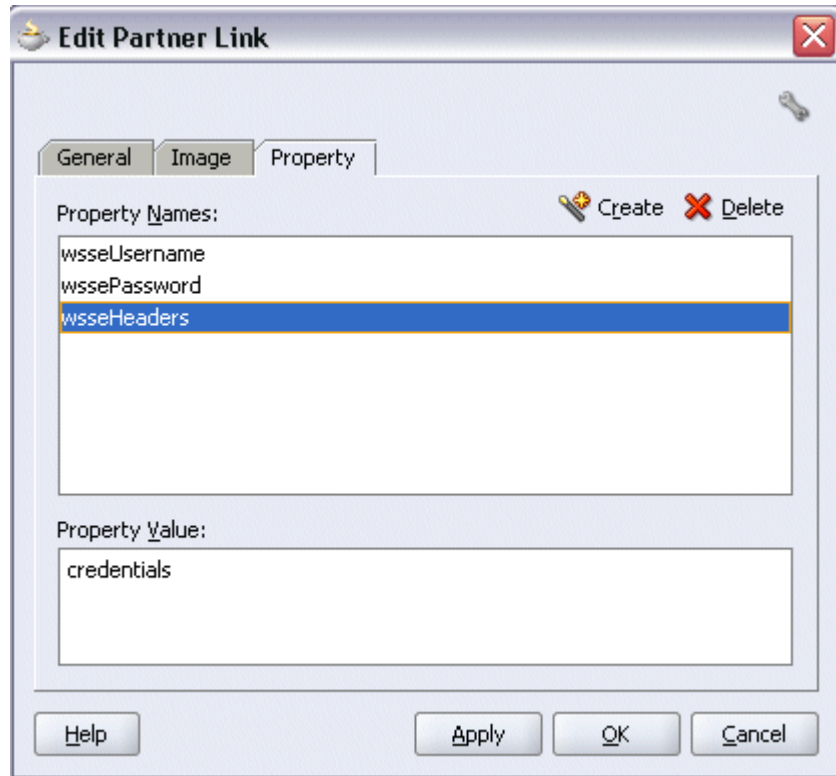 Edit Partner Link
General Image Property
Property Names: Create Delete
wsseUsername
wssePassword
wsseHeaders
Property Value:
credentials
Help Apply OK Cancel